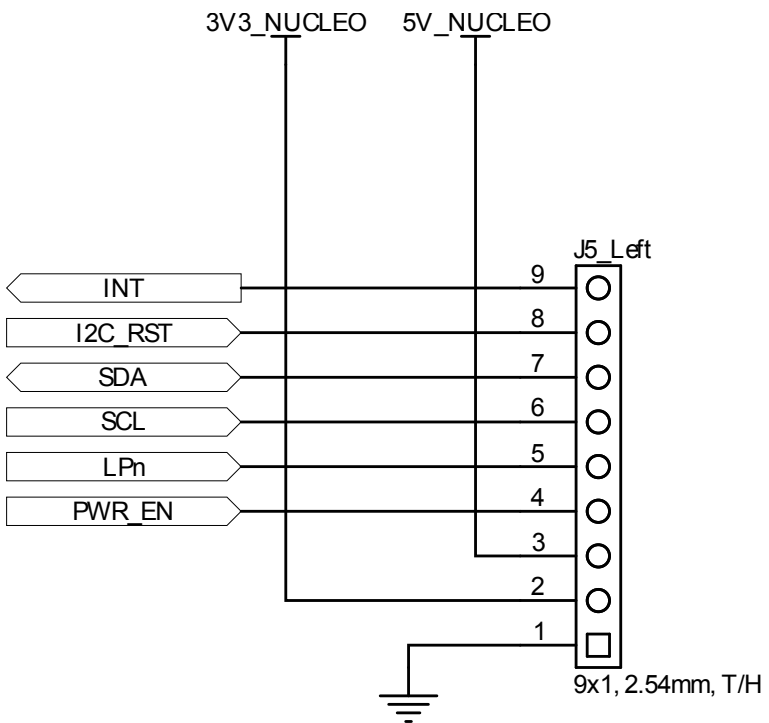 3V3_NUCLEO 5V_NUCLEO
J5_Left
INT 9
I2C_RST 8
SDA 7
SCL 6
LPn 5
PWR_EN 4
3
2
1
9x1, 2.54mm, T/H